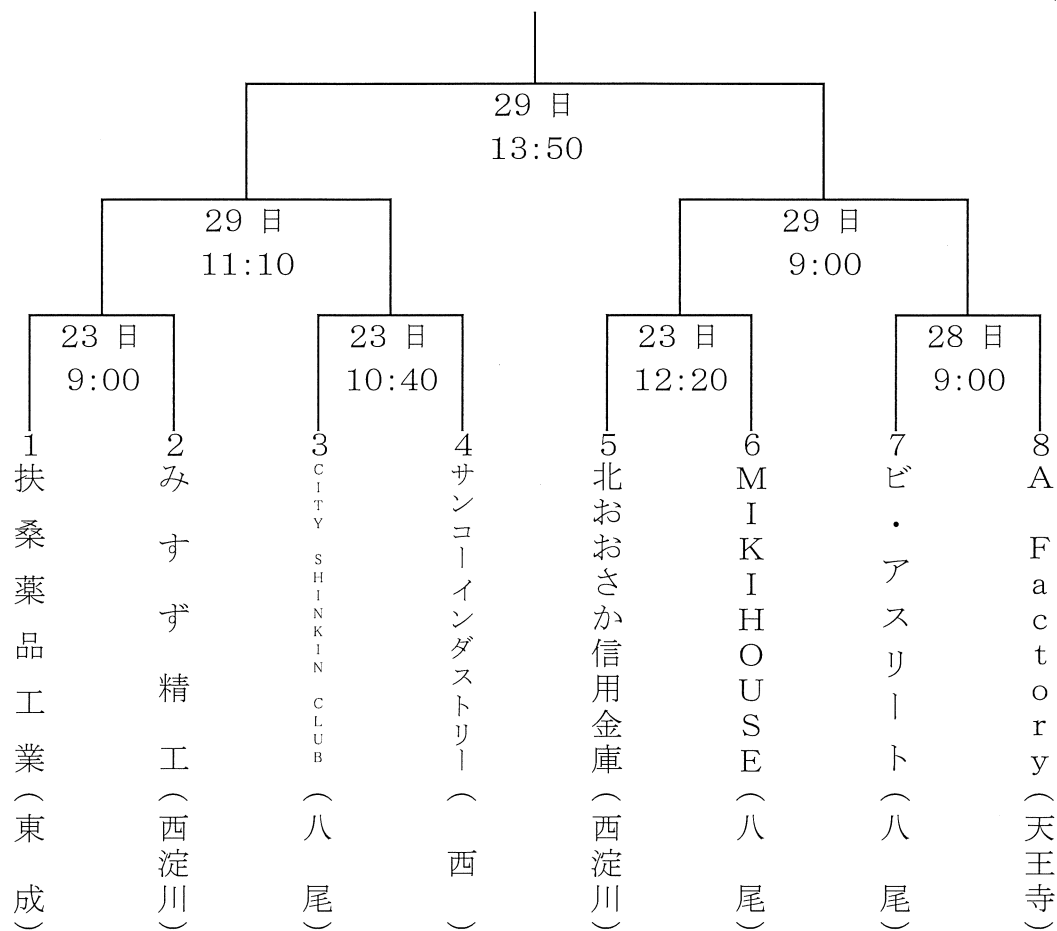 29 日
13:50
29 日
11:10
29 日
9:00
23 日
9:00
23 日
10:40
23 日
12:20
28 日
9:00
1
扶桑薬品工業(東 成)
2
みすず精工(西淀川)
3
CITY SHINKIN CLUB(八 尾)
4
サンコーインダストリー( 西 )
5
北おおさか信用金庫(西淀川)
6
MIKIHOUSE(八 尾)
7
ビ・アスリート(八 尾)
8
A Factory(天王寺)